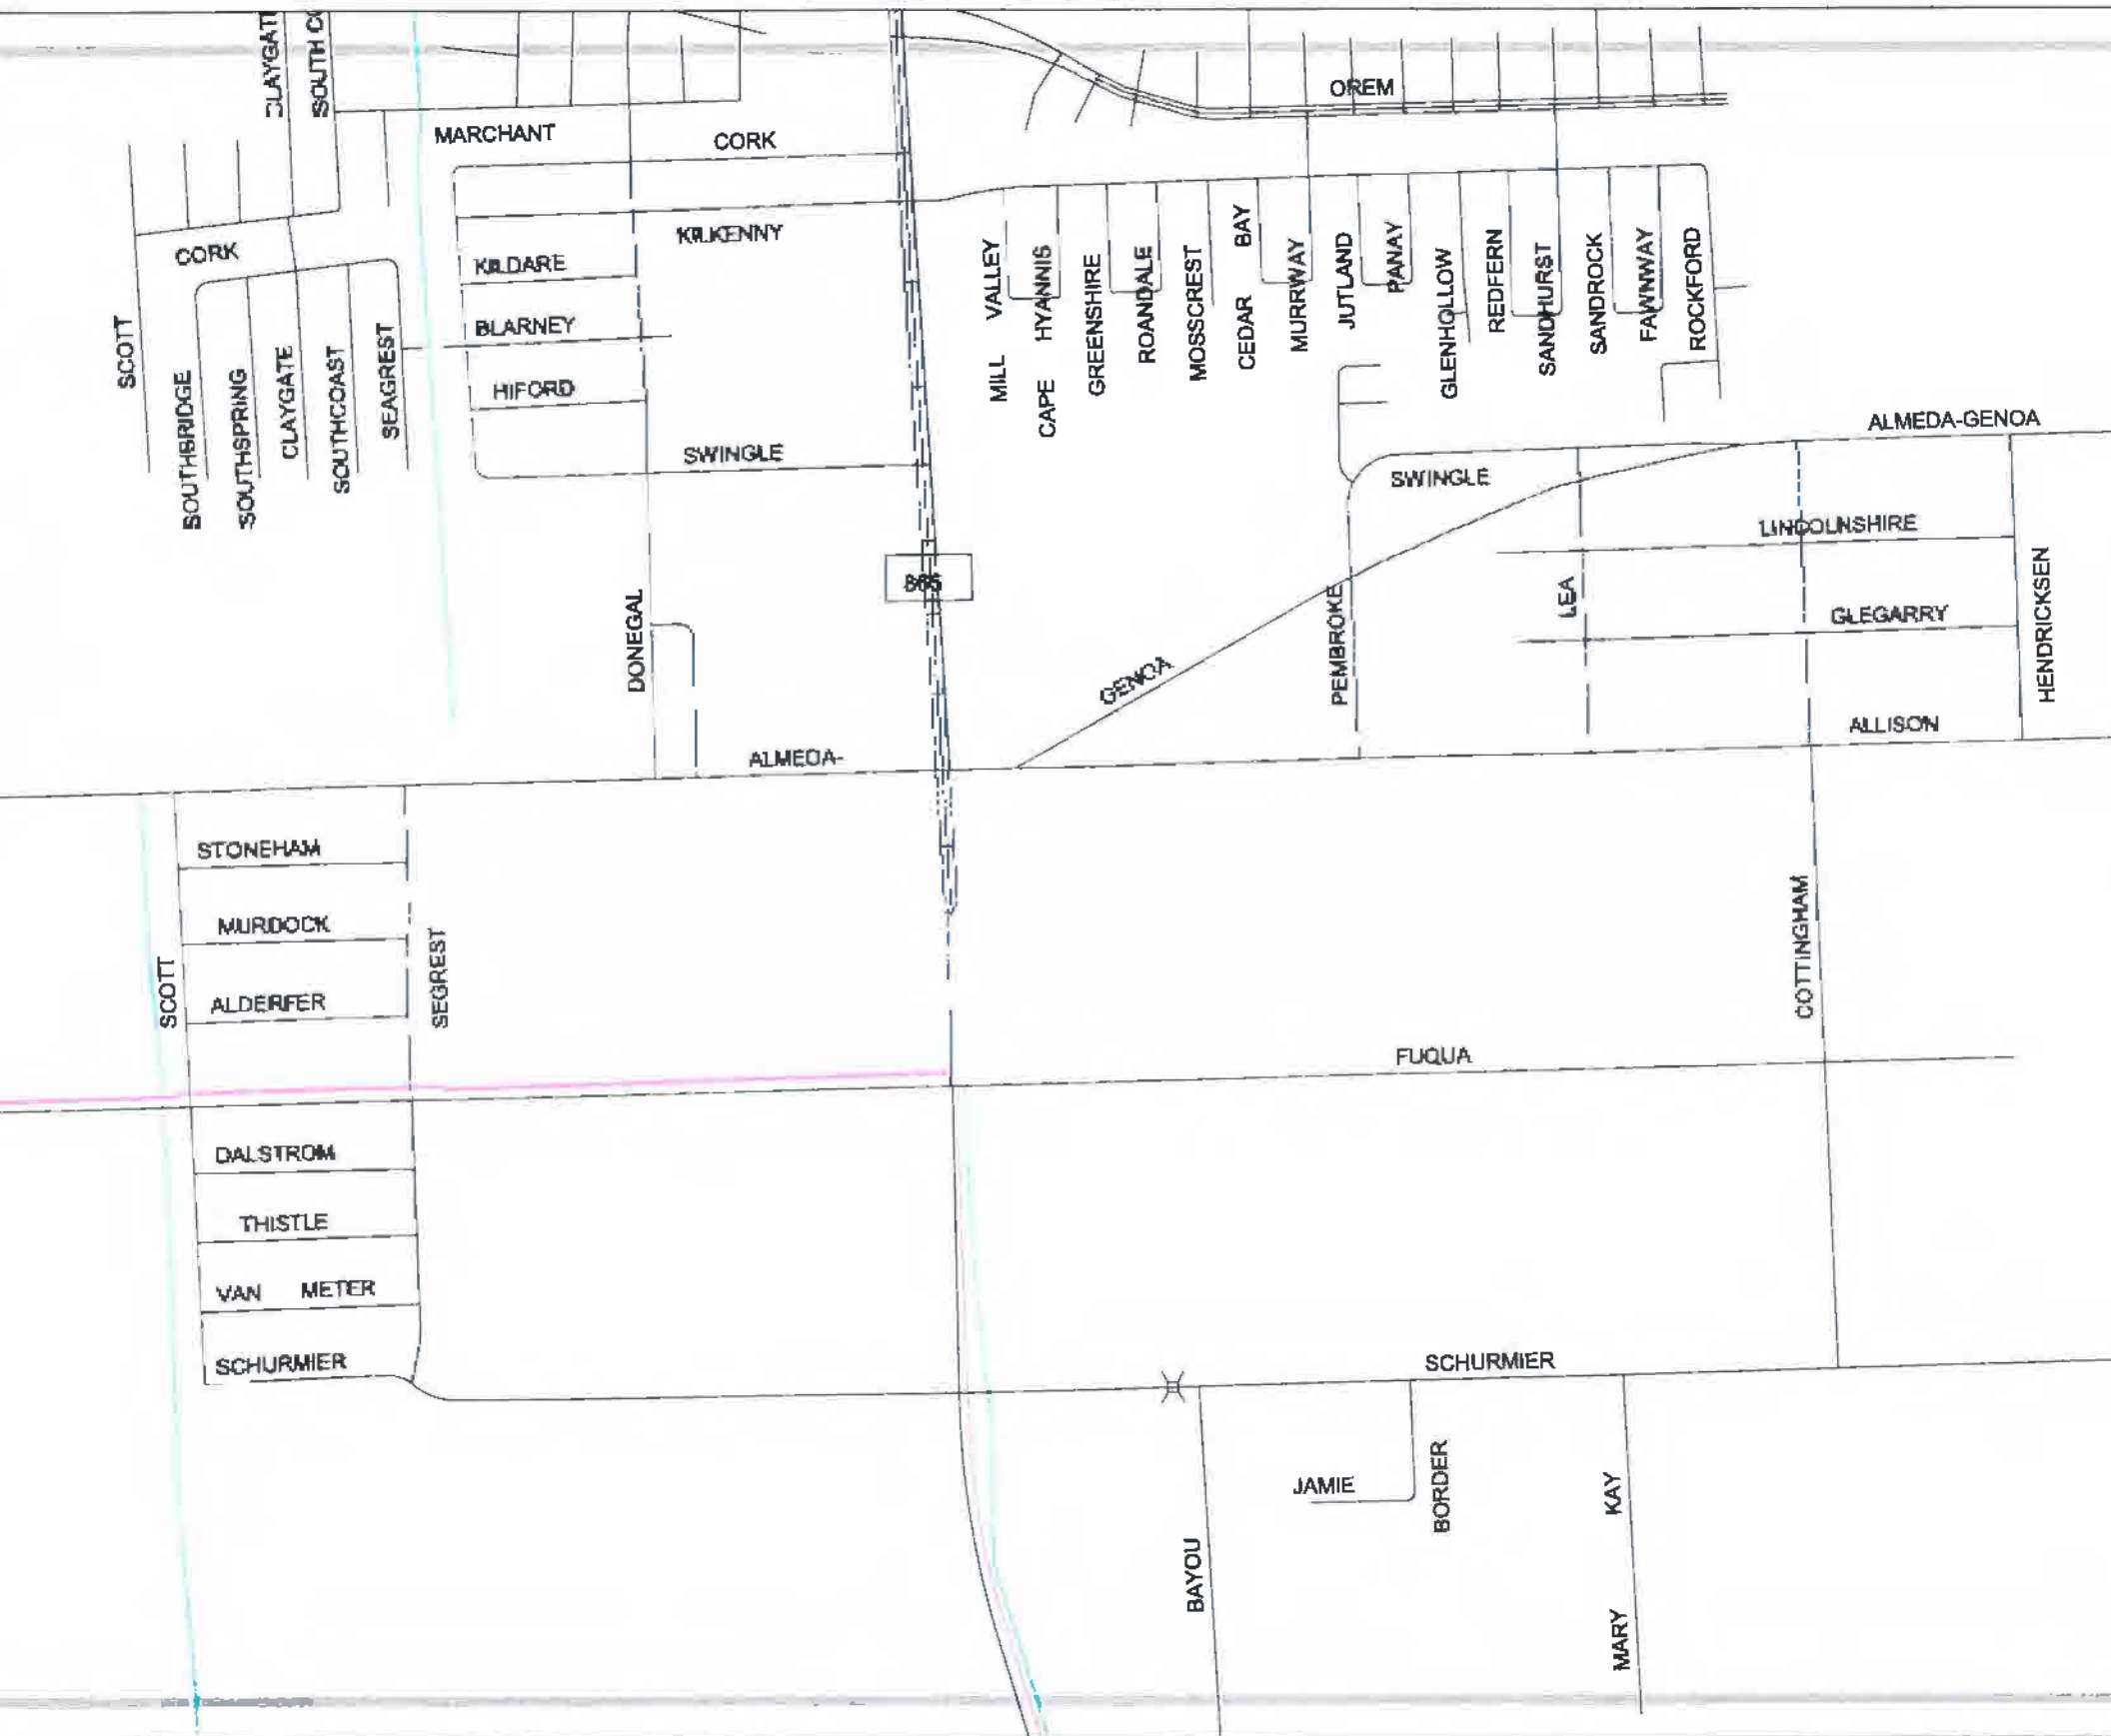 SOUTH CO
OREM
MARCHANT
CORK
CORK
KILKENNY
KILDARE
BLARNEY
HIFORD
SWINGLE
SCOTT
SOUTHBRIDGE
SOUTHSPRING
CLAYGATE
SOUTHCOAST
SEAGREST
MILL VALLEY
CAPE HYANNIS
GREENSHIRE
ROANDALE
MOSSCREST
CEDAR BAY
MURRWAY
JUTLAND
PANAY
GLENHOLLOW
REDFERN
SANDHURST
SANDROCK
FAWNWAY
ROCKFORD
ALMEDA-GENOA
SWINGLE
LINCOLNSHIRE
LEA
GLEGARRY
HENDRICKSEN
DONEGAL
GENOA
PEMBROKE
ALLISON
ALMEDA-
STONEHAM
MURDOCK
ALDERFER
SCOTT
SEGREST
COTTINGHAM
FUQUA
DALSTROM
THISTLE
VAN METER
SCHURMIER
SCHURMIER
JAMIE
BORDER
BAYOU
MARY KAY